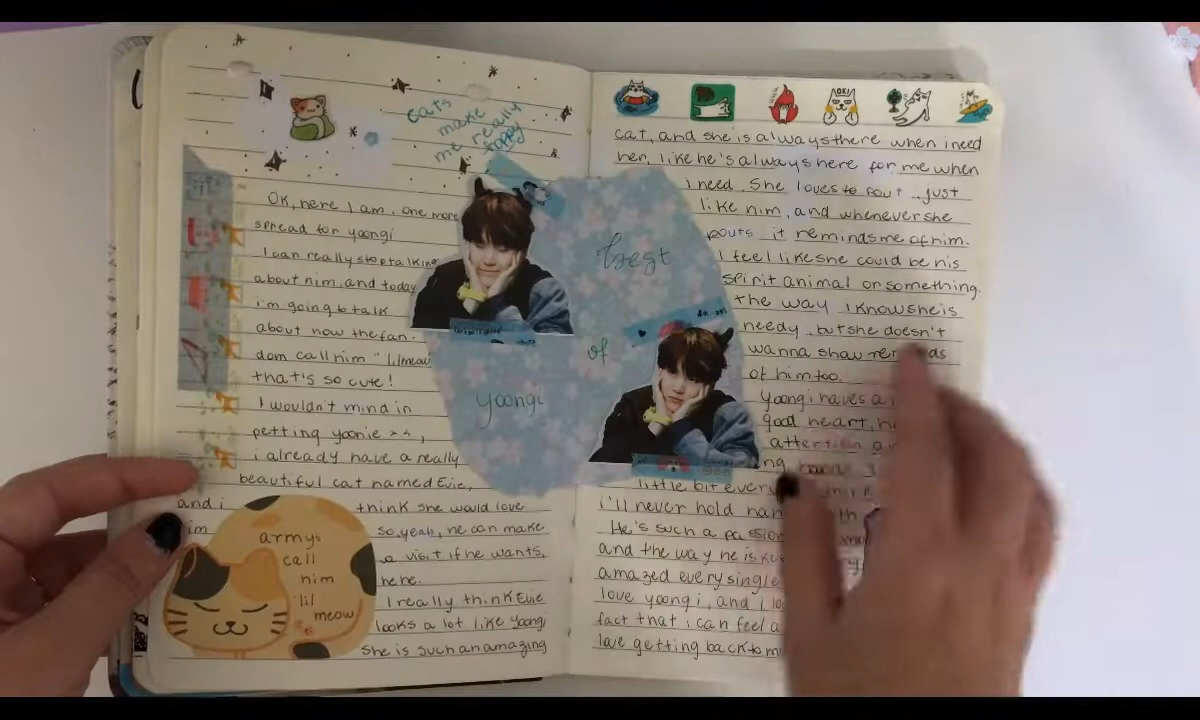 cats
make
me really
happy
OK, here I am, one more
spread for yoongi
I can really stop talking
about him, and today
i'm going to talk
about how the fan-
dom call him "lilmeow"
that's so cute!
I wouldn't mind in
petting yoonie >^<,
i already have a really
beautiful cat named Evie,
and i think she would love
him so, yeah, he can make
a visit if he wants,
here.
I really think Evie
looks a lot like yoongi
she is such an amazing
armys
call
him
'lil
meow
best
of
yoongi
OK!
cat, and she is always there when i need
her, like he's always here for me when
i need. She loves to pout just
like him, and whenever she
pouts it reminds me of him.
I feel like she could be his
spirit animal or something.
the way i know she is
needy, but she doesn't
wanna show
of him too.
Yoongi haves a
good heart, he
attention
little bit every
i'll never hold
He's such a passion
and the way he is
amazed every single
love yoongi, and i
fact that i can feel a
love getting back to m